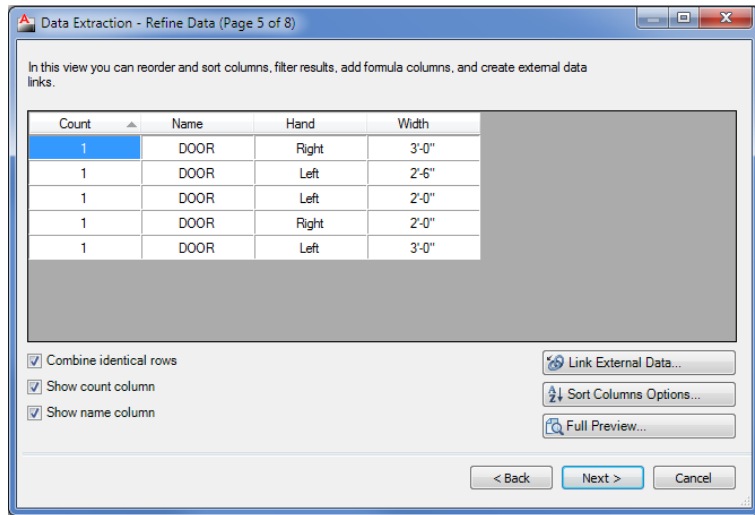 Data Extraction - Refine Data (Page 5 of 8)
In this view you can reorder and sort columns, filter results, add formula columns, and create external data
links.
Count Name Hand Width
1 DOOR Right 3'-0"
1 DOOR Left 2'-6"
1 DOOR Left 2'-0"
1 DOOR Right 2'-0"
1 DOOR Left 3'-0"
Combine identical rows
Show count column
Show name column
Link External Data...
Sort Columns Options...
Full Preview...
< Back Next > Cancel